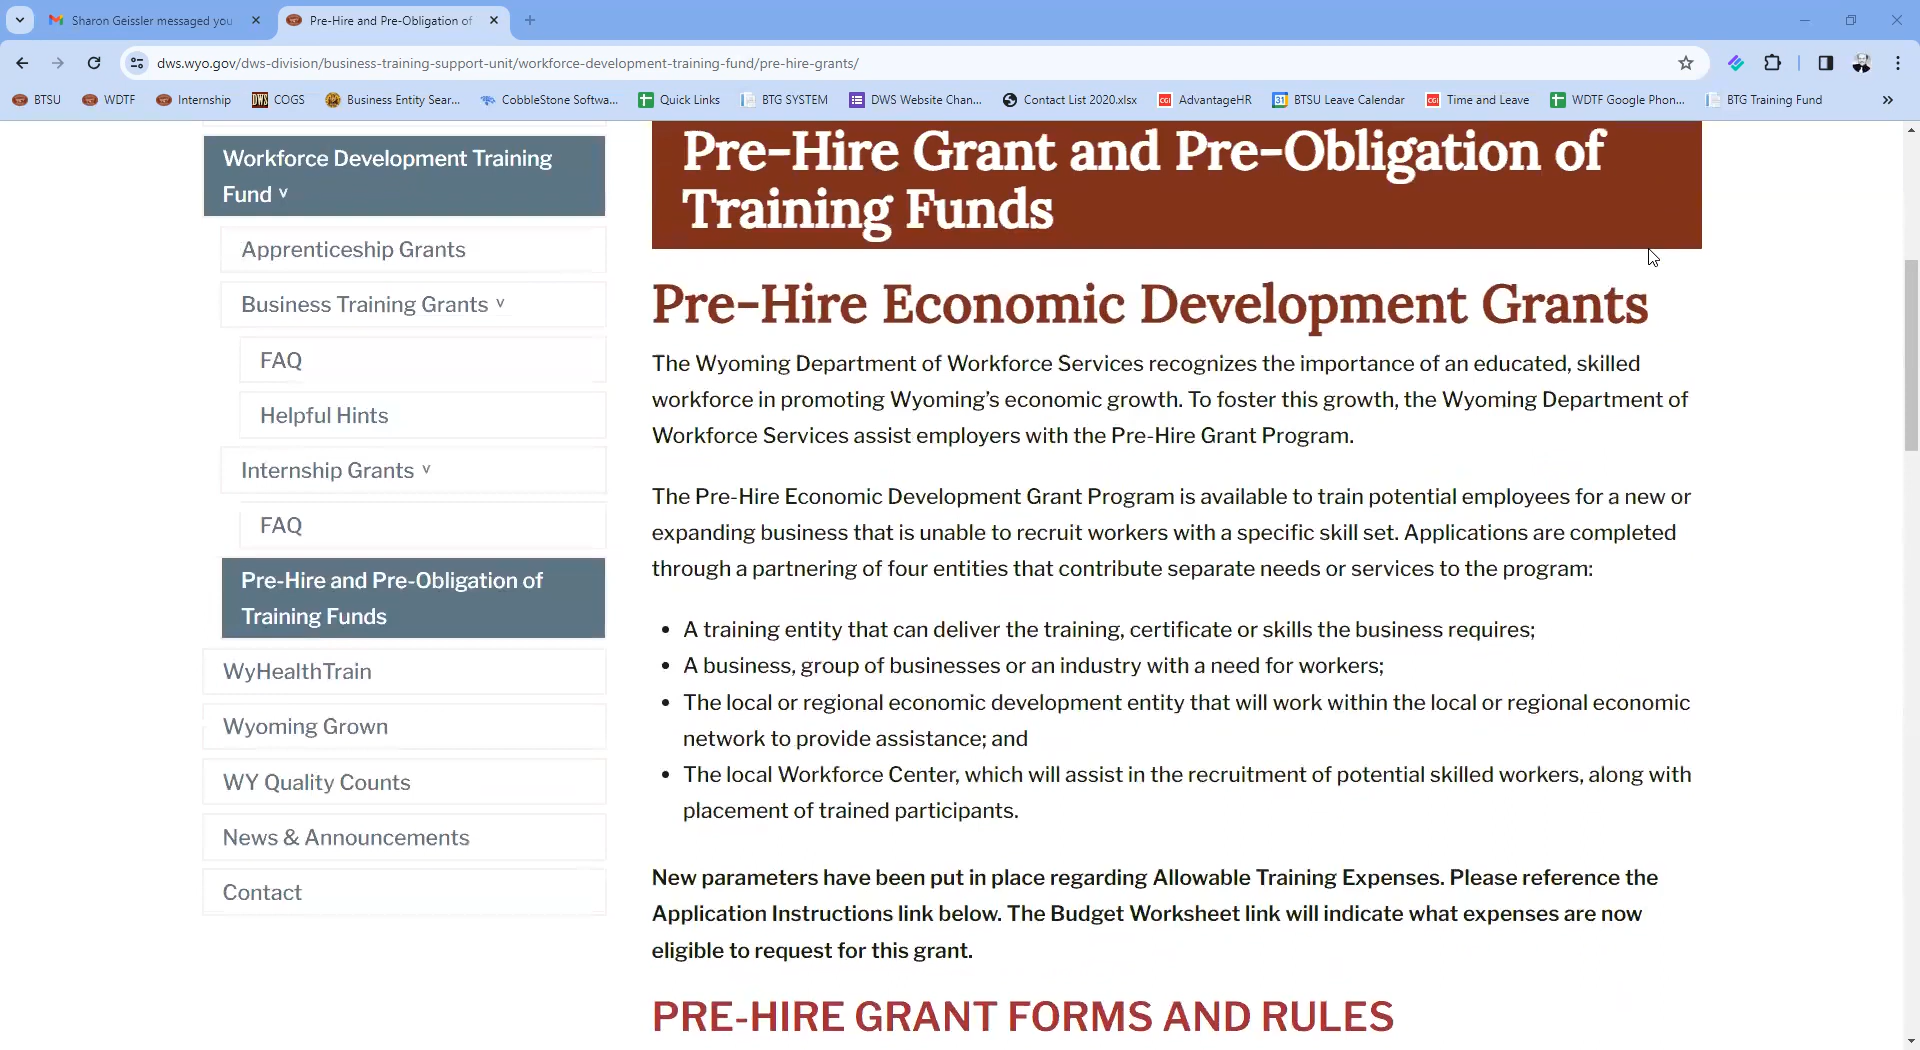 Sharon Geissler messaged you
Pre-Hire and Pre-Obligation of
dws.wyo.gov/dws-division/business-training-support-unit/workforce-development-training-fund/pre-hire-grants/
BTSU
WDTF
Internship
DWS COGS
Business Entity Sear...
CobbleStone Softwa...
Quick Links
BTG SYSTEM
DWS Website Chan...
Contact List 2020.xlsx
CGI AdvantageHR
31 BTSU Leave Calendar
CGI Time and Leave
WDTF Google Phon...
BTG Training Fund
Workforce Development Training
Fund v
Apprenticeship Grants
Business Training Grants v
FAQ
Helpful Hints
Internship Grants v
FAQ
Pre-Hire and Pre-Obligation of
Training Funds
WyHealthTrain
Wyoming Grown
WY Quality Counts
News & Announcements
Contact
Pre-Hire Grant and Pre-Obligation of
Training Funds
Pre-Hire Economic Development Grants
The Wyoming Department of Workforce Services recognizes the importance of an educated, skilled
workforce in promoting Wyoming’s economic growth. To foster this growth, the Wyoming Department of
Workforce Services assist employers with the Pre-Hire Grant Program.
The Pre-Hire Economic Development Grant Program is available to train potential employees for a new or
expanding business that is unable to recruit workers with a specific skill set. Applications are completed
through a partnering of four entities that contribute separate needs or services to the program:
• A training entity that can deliver the training, certificate or skills the business requires;
• A business, group of businesses or an industry with a need for workers;
• The local or regional economic development entity that will work within the local or regional economic
network to provide assistance; and
• The local Workforce Center, which will assist in the recruitment of potential skilled workers, along with
placement of trained participants.
New parameters have been put in place regarding Allowable Training Expenses. Please reference the
Application Instructions link below. The Budget Worksheet link will indicate what expenses are now
eligible to request for this grant.
PRE-HIRE GRANT FORMS AND RULES